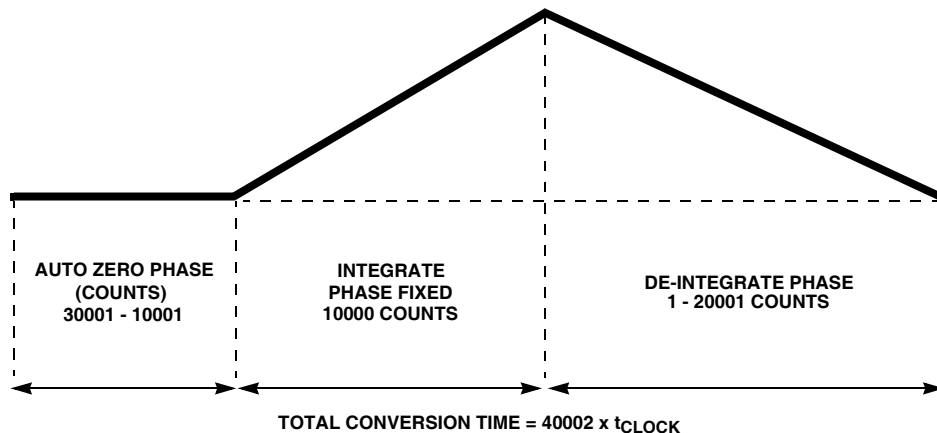 AUTO ZERO PHASE
(COUNTS)
30001 - 10001
INTEGRATE
PHASE FIXED
10000 COUNTS
DE-INTEGRATE PHASE
1 - 20001 COUNTS
TOTAL CONVERSION TIME = 40002 x tCLOCK